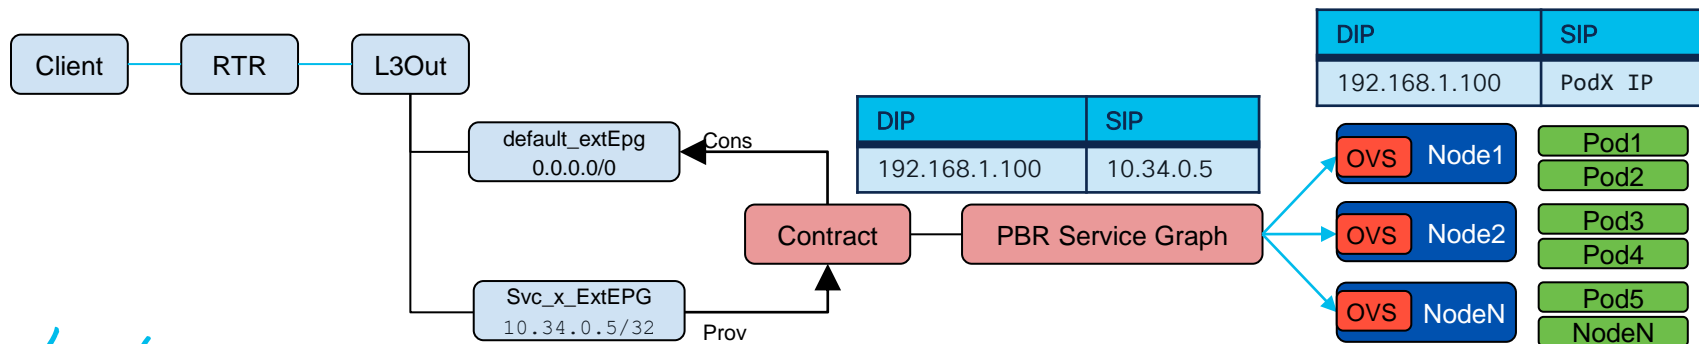 DIP SIP
192.168.1.100 PodX IP
Client RTR L3Out
default_extEpg
0.0.0.0/0
Cons
DIP SIP
192.168.1.100 10.34.0.5
Contract PBR Service Graph
Svc_x_ExtEPG
10.34.0.5/32
Prov
OVS Node1
Pod1
Pod2
OVS Node2
Pod3
Pod4
OVS NodeN
Pod5
NodeN